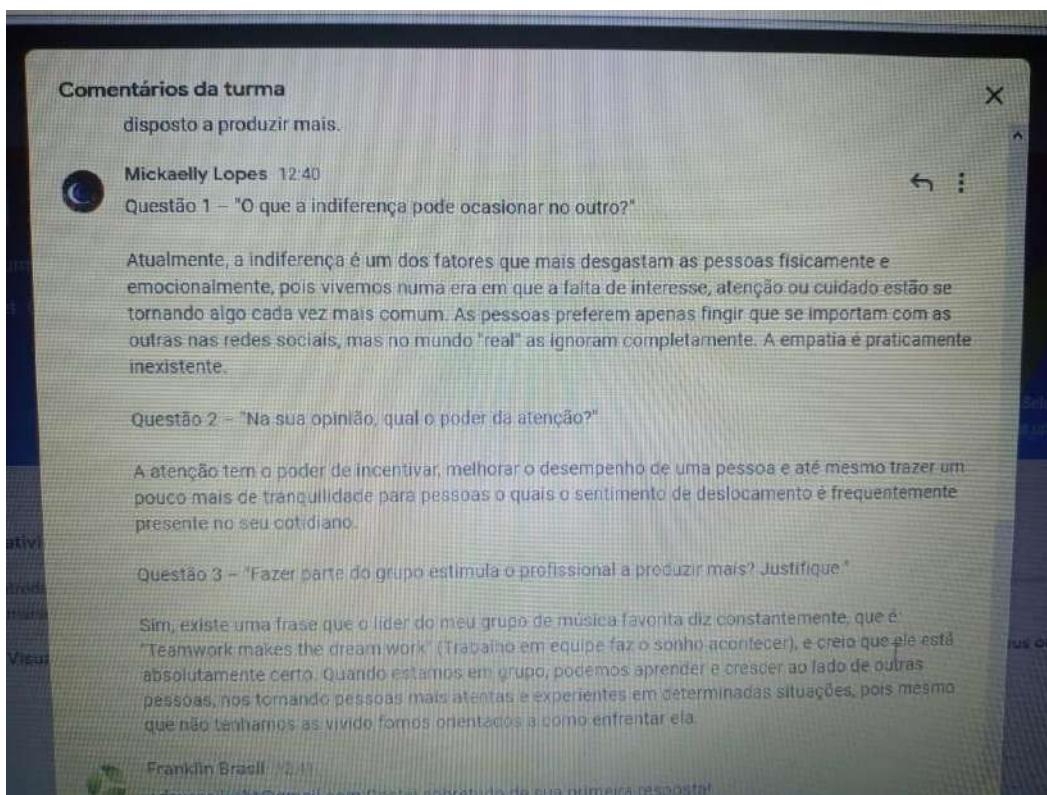 Comentários da turma
disposto a produzir mais.
Mickaelly Lopes 12:40
Questão 1 – "O que a indiferença pode ocasionar no outro?"
Atualmente, a indiferença é um dos fatores que mais desgastam as pessoas fisicamente e
emocionalmente, pois vivemos numa era em que a falta de interesse, atenção ou cuidado estão se
tornando algo cada vez mais comum. As pessoas preferem apenas fingir que se importam com as
outras nas redes sociais, mas no mundo "real" as ignoram completamente. A empatia é praticamente
inexistente.
Questão 2 – "Na sua opinião, qual o poder da atenção?"
A atenção tem o poder de incentivar, melhorar o desempenho de uma pessoa e até mesmo trazer um
pouco mais de tranquilidade para pessoas o quais o sentimento de deslocamento é frequentemente
presente no seu cotidiano.
Questão 3 – "Fazer parte do grupo estimula o profissional a produzir mais? Justifique."
Sim, existe uma frase que o líder do meu grupo de música favorita diz constantemente, que é:
"Teamwork makes the dream work" (Trabalho em equipe faz o sonho acontecer), e creio que ele está
absolutamente certo. Quando estamos em grupo, podemos aprender e crescer ao lado de outras
pessoas, nos tornando pessoas mais atentas e experientes em determinadas situações, pois mesmo
que não tenhamos as vivido fomos orientados a como enfrentar ela.
Franklin Brasil 12:41
sobretudo de sua primeira resposta!